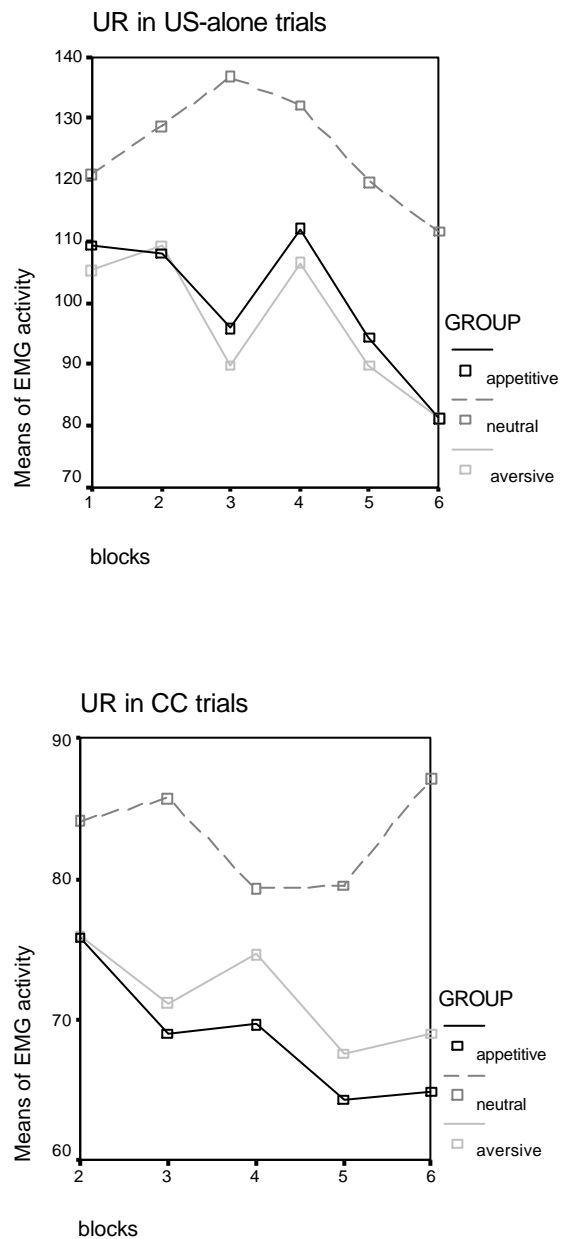 UR in US-alone trials
140
130
120
110
100
90
80
70
Means of EMG activity
1 2 3 4 5 6
blocks
GROUP
appetitive
neutral
aversive
UR in CC trials
90
80
70
60
Means of EMG activity
2 3 4 5 6
blocks
GROUP
appetitive
neutral
aversive